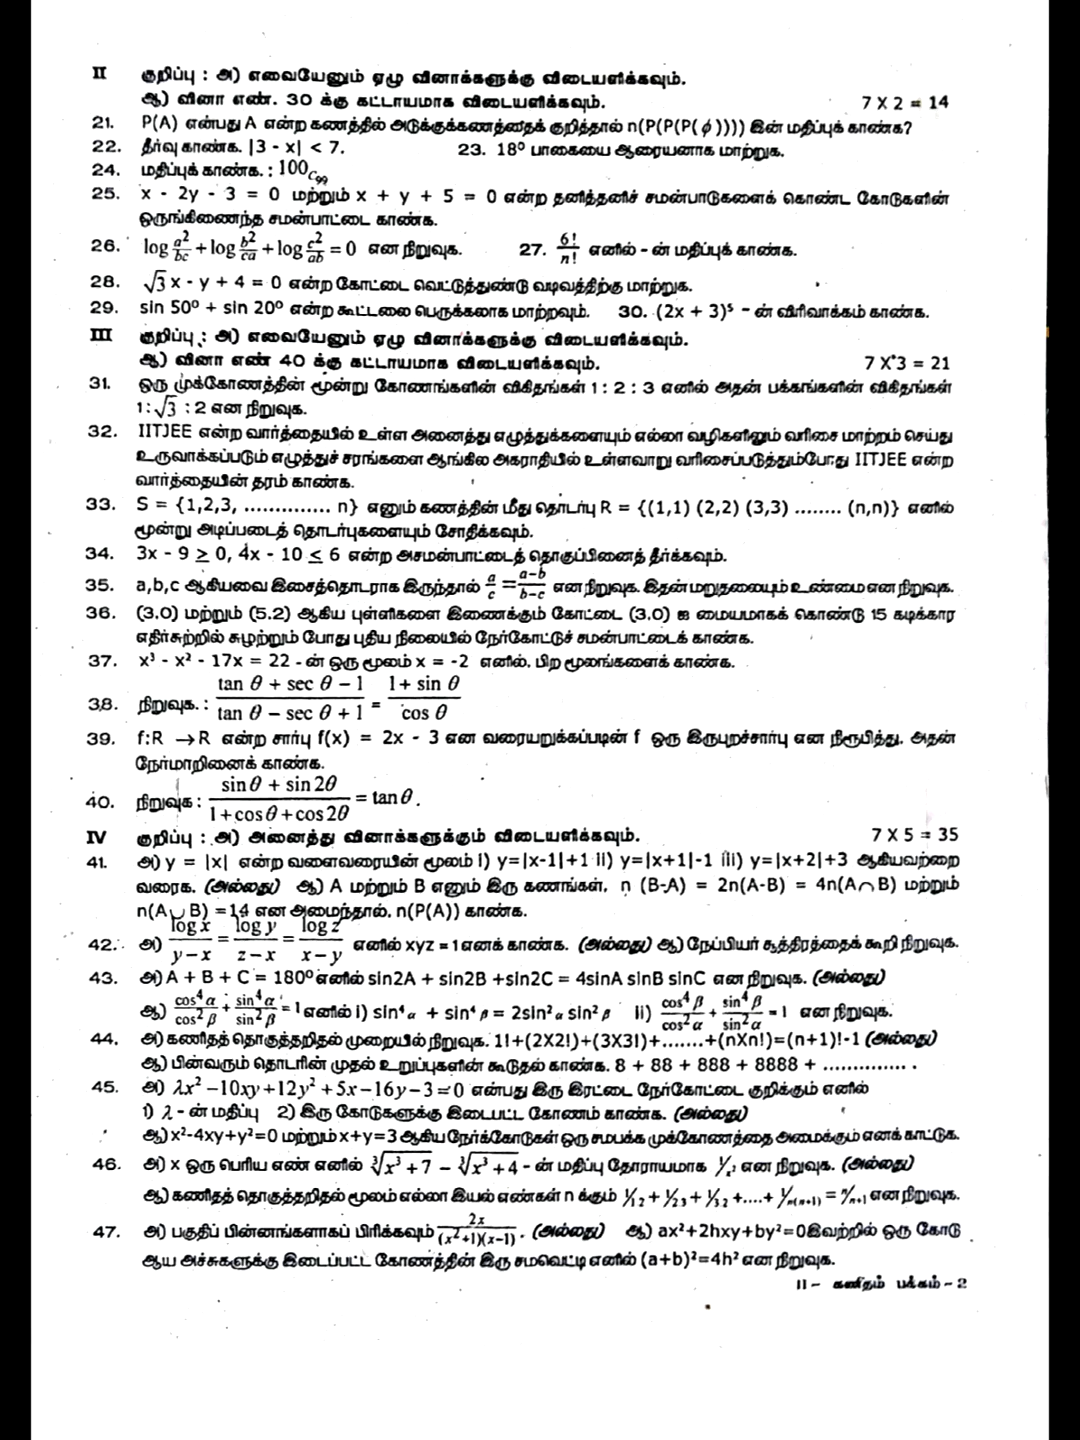 II குறிப்பு : அ) எவையேனும் ஏழு வினாக்களுக்கு விடையளிக்கவும்.
ஆ) வினா எண். 30 க்கு கட்டாயமாக விடையளிக்கவும். 7 X 2 = 14
21. P(A) என்பது A என்ற கணத்தில் அடுக்குக்கணத்தைக் குறித்தால் n(P(P(P(ϕ)))) இன் மதிப்புக் காண்க?
22. தீர்வு காண்க. |3 - x| < 7. 23. 18⁰ பாகையை ஆரையனாக மாற்றுக.
24. மதிப்புக் காண்க. : 100C₉₉
25. x - 2y - 3 = 0 மற்றும் x + y + 5 = 0 என்ற தனித்தனிச் சமன்பாடுகளைக் கொண்ட கோடுகளின்
ஒருங்கிணைந்த சமன்பாட்டை காண்க.
26. log a²/bc + log b²/ca + log c²/ab = 0 என நிறுவுக. 27. 6!/n! எனில் - ன் மதிப்புக் காண்க.
28. √3 x - y + 4 = 0 என்ற கோட்டை வெட்டுத்துண்டு வடிவத்திற்கு மாற்றுக.
29. sin 50⁰ + sin 20⁰ என்ற கூட்டலை பெருக்கலாக மாற்றவும். 30. (2x + 3)⁵ - ன் விரிவாக்கம் காண்க.
III குறிப்பு : அ) எவையேனும் ஏழு வினாக்களுக்கு விடையளிக்கவும்.
ஆ) வினா எண் 40 க்கு கட்டாயமாக விடையளிக்கவும். 7 X 3 = 21
31. ஒரு முக்கோணத்தின் மூன்று கோணங்களின் விகிதங்கள் 1 : 2 : 3 எனில் அதன் பக்கங்களின் விகிதங்கள்
1 : √3 : 2 என நிறுவுக.
32. IITJEE என்ற வார்த்தையில் உள்ள அனைத்து எழுத்துக்களையும் எல்லா வழிகளிலும் வரிசை மாற்றம் செய்து
உருவாக்கப்படும் எழுத்துச் சரங்களை ஆங்கில அகராதியில் உள்ளவாறு வரிசைப்படுத்தும்போது IITJEE என்ற
வார்த்தையின் தரம் காண்க.
33. S = {1,2,3, .............. n} எனும் கணத்தின் மீது தொடர்பு R = {(1,1) (2,2) (3,3) ........ (n,n)} எனில்
மூன்று அடிப்படைத் தொடர்புகளையும் சோதிக்கவும்.
34. 3x - 9 ≥ 0, 4x - 10 ≤ 6 என்ற அசமன்பாட்டைத் தொகுப்பினைத் தீர்க்கவும்.
35. a,b,c ஆகியவை இசைத்தொடராக இருந்தால் a/c = a−b/b−c என நிறுவுக. இதன் மறுதலையும் உண்மை என நிறுவுக.
36. (3,0) மற்றும் (5,2) ஆகிய புள்ளிகளை இணைக்கும் கோட்டை (3,0) ஐ மையமாகக் கொண்டு 15 கடிக்கார
எதிர்சுற்றில் சுழற்றும் போது புதிய நிலையில் நேர்கோட்டுச் சமன்பாட்டைக் காண்க.
37. x³ - x² - 17x = 22 - ன் ஒரு மூலம் x = -2 எனில். பிற மூலங்களைக் காண்க.
38. நிறுவுக. : tan θ + sec θ − 1 / tan θ − sec θ + 1 = 1 + sin θ / cos θ
39. f:R → R என்ற சார்பு f(x) = 2x - 3 என வரையறுக்கப்படின் f ஒரு இருபுறச்சார்பு என நிரூபித்து. அதன்
நேர்மாறினைக் காண்க.
40. நிறுவுக : sin θ + sin 2θ / 1 + cos θ + cos 2θ = tan θ .
IV குறிப்பு : அ) அனைத்து வினாக்களுக்கும் விடையளிக்கவும். 7 X 5 = 35
41. அ) y = |x| என்ற வளைவரையின் மூலம் i) y=|x-1|+1 ii) y=|x+1|-1 iii) y=|x+2|+3 ஆகியவற்றை
வரைக. (அல்லது) ஆ) A மற்றும் B எனும் இரு கணங்கள், n (B-A) = 2n(A-B) = 4n(A∩B) மற்றும்
n(A∪B) = 14 என அமைந்தால். n(P(A)) காண்க.
42. அ) log x / y−x = log y / z−x = log z / x−y எனில் xyz = 1 எனக் காண்க. (அல்லது) ஆ) நேப்பியர் சூத்திரத்தைக் கூறி நிறுவுக.
43. அ) A + B + C = 180⁰ எனில் sin2A + sin2B +sin2C = 4sinA sinB sinC என நிறுவுக. (அல்லது)
ஆ) cos⁴α/cos²β + sin⁴α/sin²β = 1 எனில் i) sin⁴α + sin⁴β = 2sin²α sin²β ii) cos⁴β/cos²α + sin⁴β/sin²α = 1 என நிறுவுக.
44. அ) கணிதத் தொகுத்தறிதல் முறையில் நிறுவுக. 1!+(2X2!)+(3X3!)+.......+(nXn!)=(n+1)!-1 (அல்லது)
ஆ) பின்வரும் தொடரின் முதல் உறுப்புகளின் கூடுதல் காண்க. 8 + 88 + 888 + 8888 + ............... .
45. அ) λx² −10xy+12y² +5x−16y−3=0 என்பது இரு இரட்டை நேர்கோட்டை குறிக்கும் எனில்
1) λ - ன் மதிப்பு 2) இரு கோடுகளுக்கு இடைபட்ட கோணம் காண்க. (அல்லது)
ஆ) x²-4xy+y²=0 மற்றும் x+y=3 ஆகிய நேர்க்கோடுகள் ஒரு சமபக்க முக்கோணத்தை அமைக்கும் எனக் காட்டுக.
46. அ) x ஒரு பெரிய எண் எனில் ∛x³+7 − ∛x³+4 - ன் மதிப்பு தோராயமாக 1/x² என நிறுவுக. (அல்லது)
ஆ) கணிதத் தொகுத்தறிதல் மூலம் எல்லா இயல் எண்கள் n க்கும் 1/1.2 + 1/2.3 + 1/3.2 +....+ 1/n(n+1) = n/n+1 என நிறுவுக.
47. அ) பகுதிப் பின்னங்களாகப் பிரிக்கவும் 2x/(x²+1)(x−1) . (அல்லது) ஆ) ax²+2hxy+by²=0இவற்றில் ஒரு கோடு
ஆய அச்சுகளுக்கு இடைப்பட்ட கோணத்தின் இரு சமவெட்டி எனில் (a+b)²=4h² என நிறுவுக.
11 – கணிதம் பக்கம் – 2